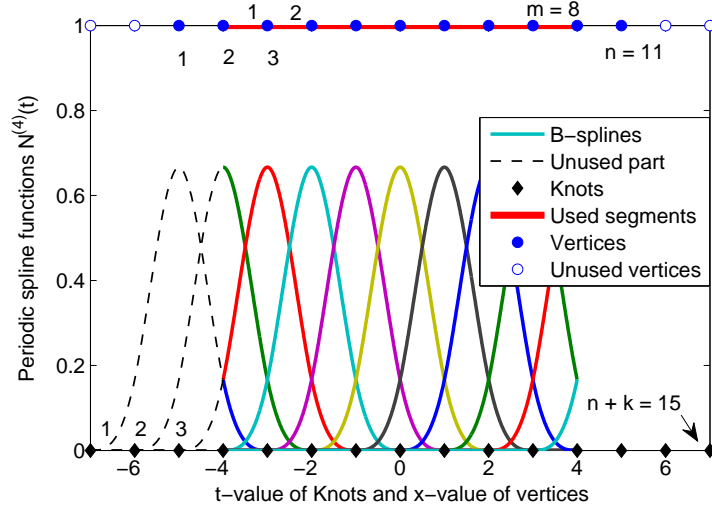 1 2 m = 8
1 2 3 n = 11
1
0.8
0.6
0.4
0.2
0
Periodic spline functions N^(4)(t)
B−splines
Unused part
Knots
Used segments
Vertices
Unused vertices
1 2 3
n + k = 15
−6 −4 −2 0 2 4 6
t−value of Knots and x−value of vertices